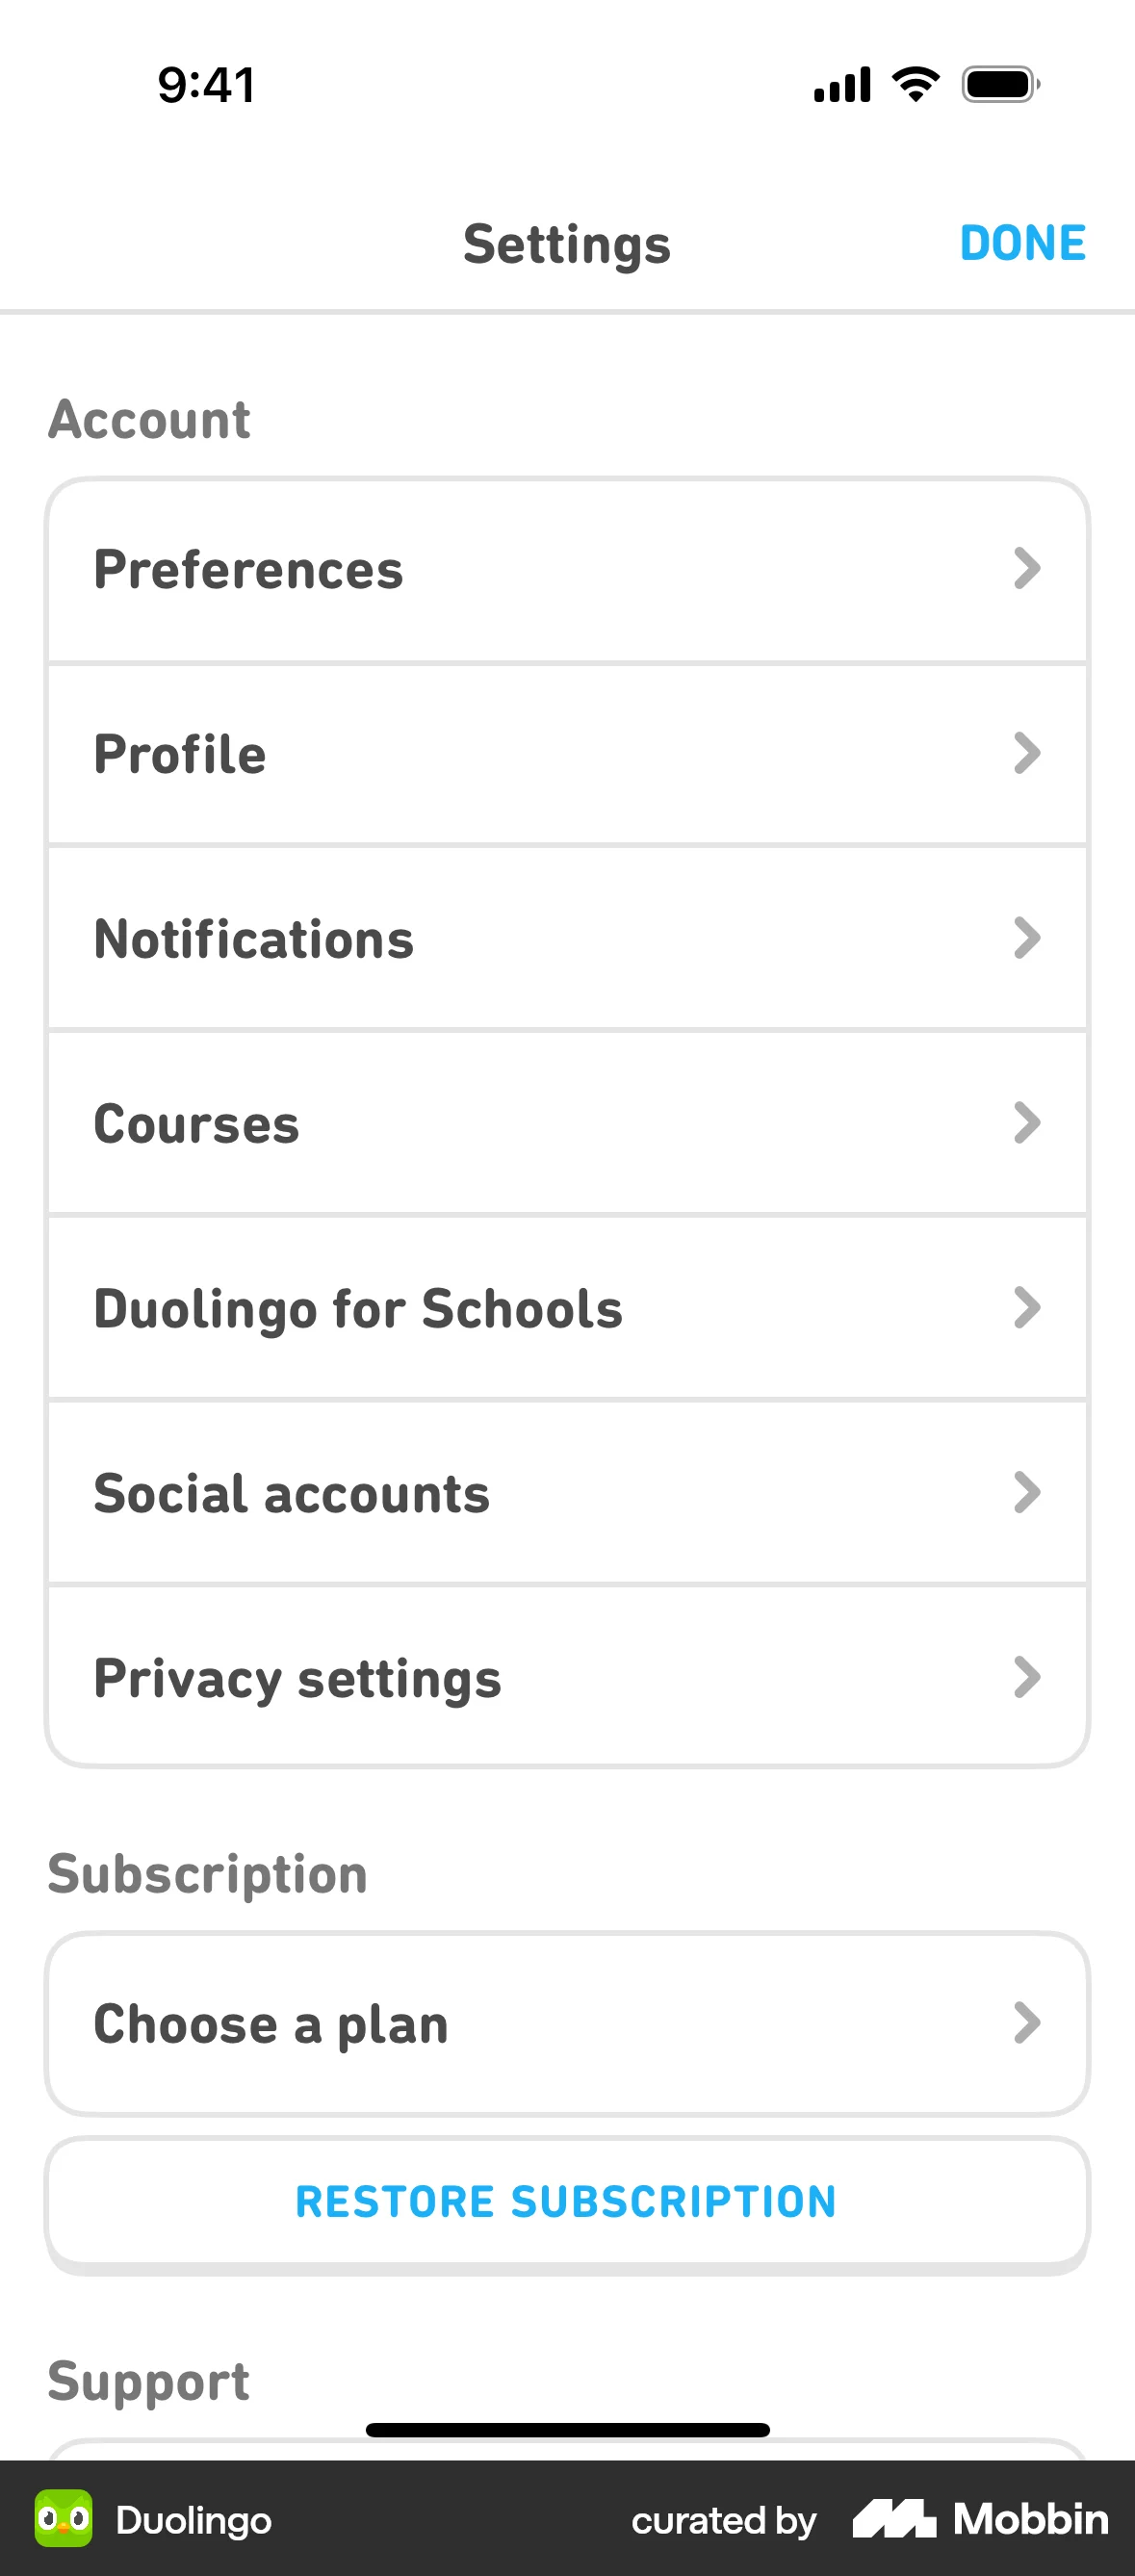 9:41
Settings
DONE
Account
Preferences
Profile
Notifications
Courses
Duolingo for Schools
Social accounts
Privacy settings
Subscription
Choose a plan
RESTORE SUBSCRIPTION
Support
Duolingo
curated by Mobbin